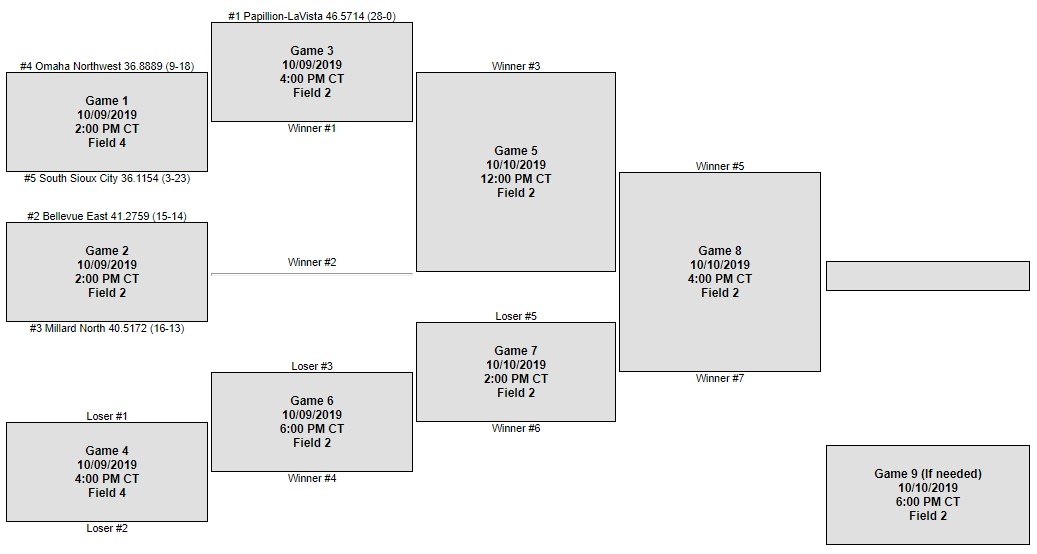 #1 Papillion-LaVista 46.5714 (28-0)
Game 3
10/09/2019
4:00 PM CT
Field 2
Winner #1
#4 Omaha Northwest 36.8889 (9-18)
Game 1
10/09/2019
2:00 PM CT
Field 4
#5 South Sioux City 36.1154 (3-23)
Winner #3
Game 5
10/10/2019
12:00 PM CT
Field 2
Winner #2
#2 Bellevue East 41.2759 (15-14)
Game 2
10/09/2019
2:00 PM CT
Field 2
#3 Millard North 40.5172 (16-13)
Winner #5
Game 8
10/10/2019
4:00 PM CT
Field 2
Winner #7
Loser #5
Game 7
10/10/2019
2:00 PM CT
Field 2
Winner #6
Loser #3
Game 6
10/09/2019
6:00 PM CT
Field 2
Winner #4
Loser #1
Game 4
10/09/2019
4:00 PM CT
Field 4
Loser #2
Game 9 (If needed)
10/10/2019
6:00 PM CT
Field 2